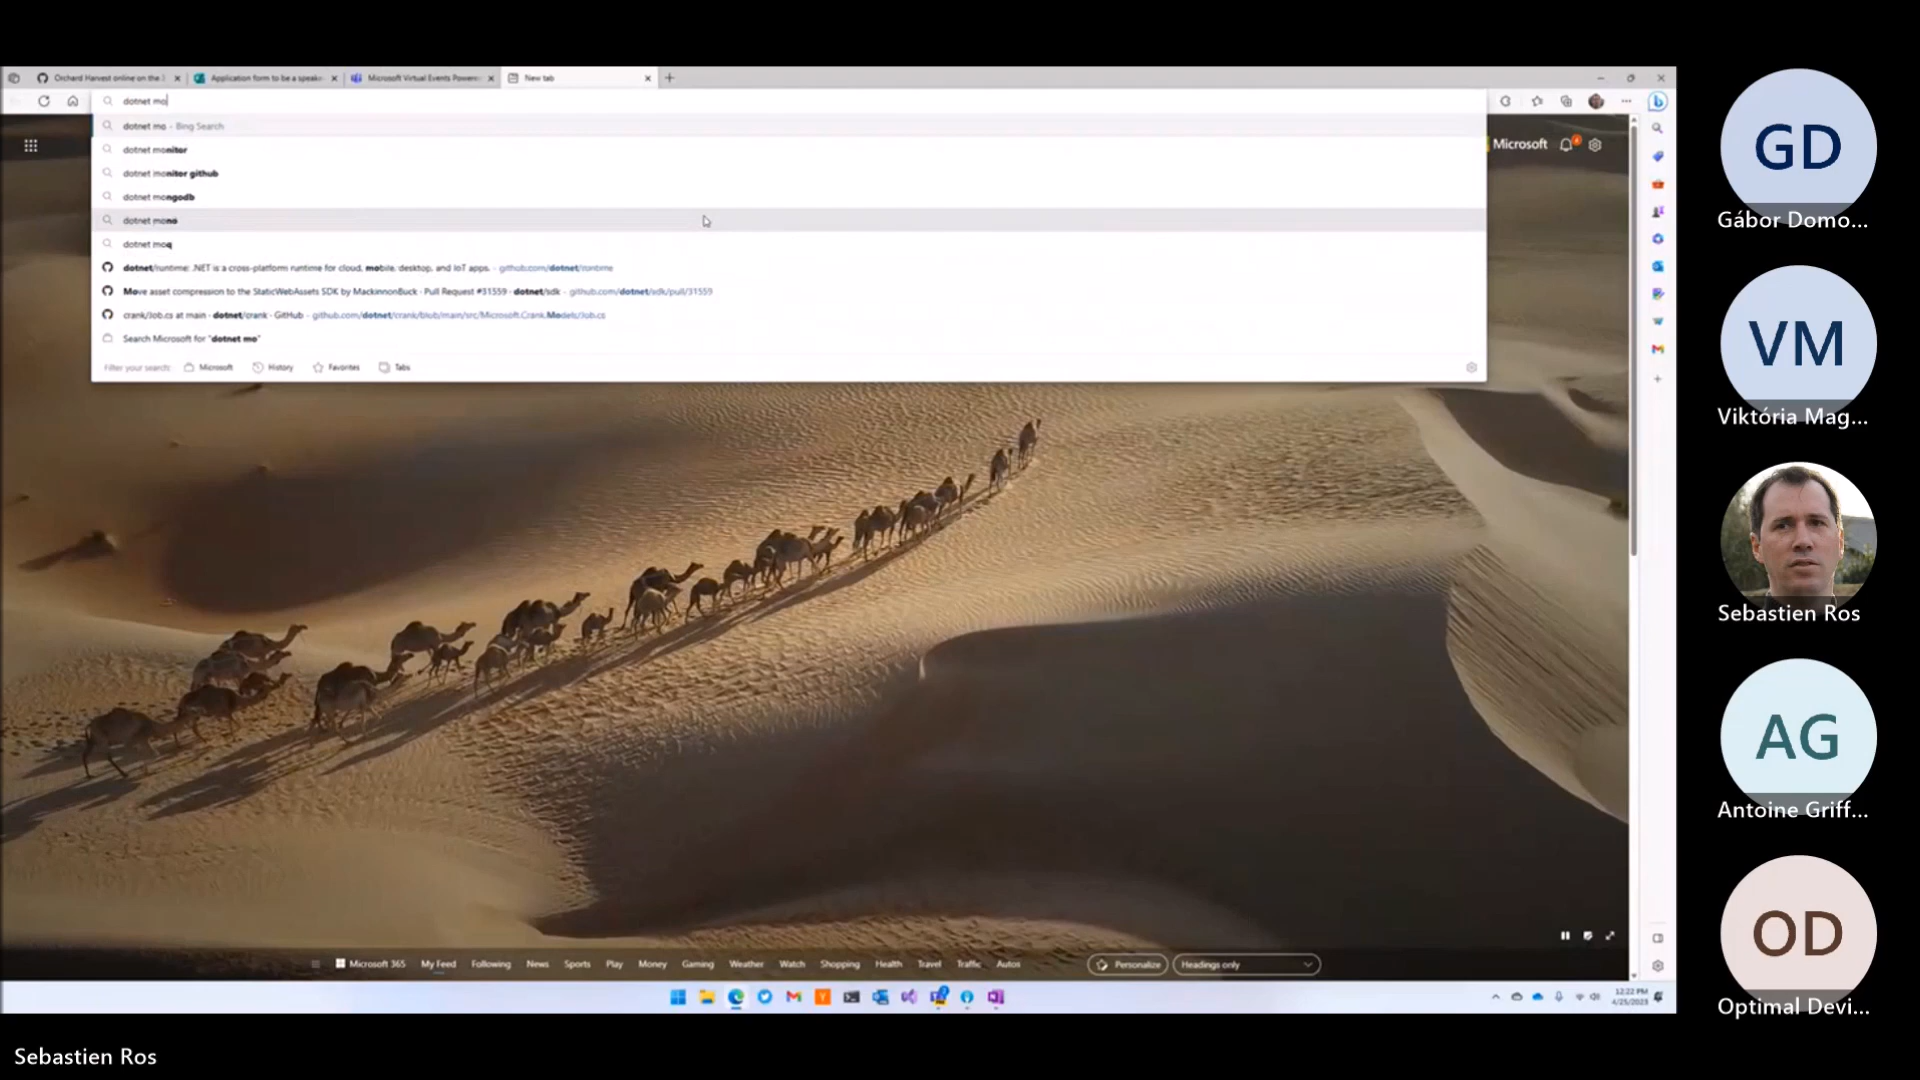 Orchard Harvest online on the
Application form to be a speake
Microsoft Virtual Events Powere
New tab
dotnet mo
dotnet mo - Bing Search
dotnet monitor
dotnet monitor github
dotnet mongodb
dotnet mono
dotnet moq
dotnet/runtime: .NET is a cross-platform runtime for cloud, mobile, desktop, and IoT apps. - github.com/dotnet/runtime
Move asset compression to the StaticWebAssets SDK by MackinnonBuck · Pull Request #31559 · dotnet/sdk - github.com/dotnet/sdk/pull/31559
crank/Job.cs at main · dotnet/crank · GitHub - github.com/dotnet/crank/blob/main/src/Microsoft.Crank.Models/Job.cs
Search Microsoft for "dotnet mo"
Filter your search: Microsoft History Favorites Tabs
Microsoft
Microsoft 365 My Feed Following News Sports Play Money Gaming Weather Watch Shopping Health Travel Traffic Autos Personalize Headings only
12:22 PM
4/25/2023
GD
Gábor Domo...
VM
Viktória Mag...
Sebastien Ros
AG
Antoine Griff...
OD
Optimal Devi...
Sebastien Ros